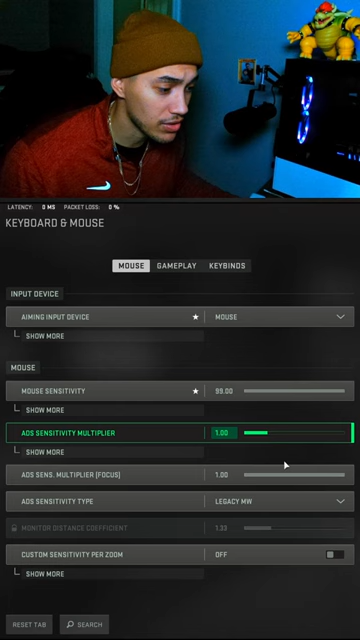 LATENCY: 0 MS PACKET LOSS: 0 %
KEYBOARD & MOUSE
MOUSE GAMEPLAY KEYBINDS
INPUT DEVICE
AIMING INPUT DEVICE MOUSE
SHOW MORE
MOUSE
MOUSE SENSITIVITY 99.00
SHOW MORE
ADS SENSITIVITY MULTIPLIER 1.00
SHOW MORE
ADS SENS. MULTIPLIER (FOCUS) 1.00
ADS SENSITIVITY TYPE LEGACY MW
MONITOR DISTANCE COEFFICIENT 1.33
CUSTOM SENSITIVITY PER ZOOM OFF
SHOW MORE
RESET TAB SEARCH